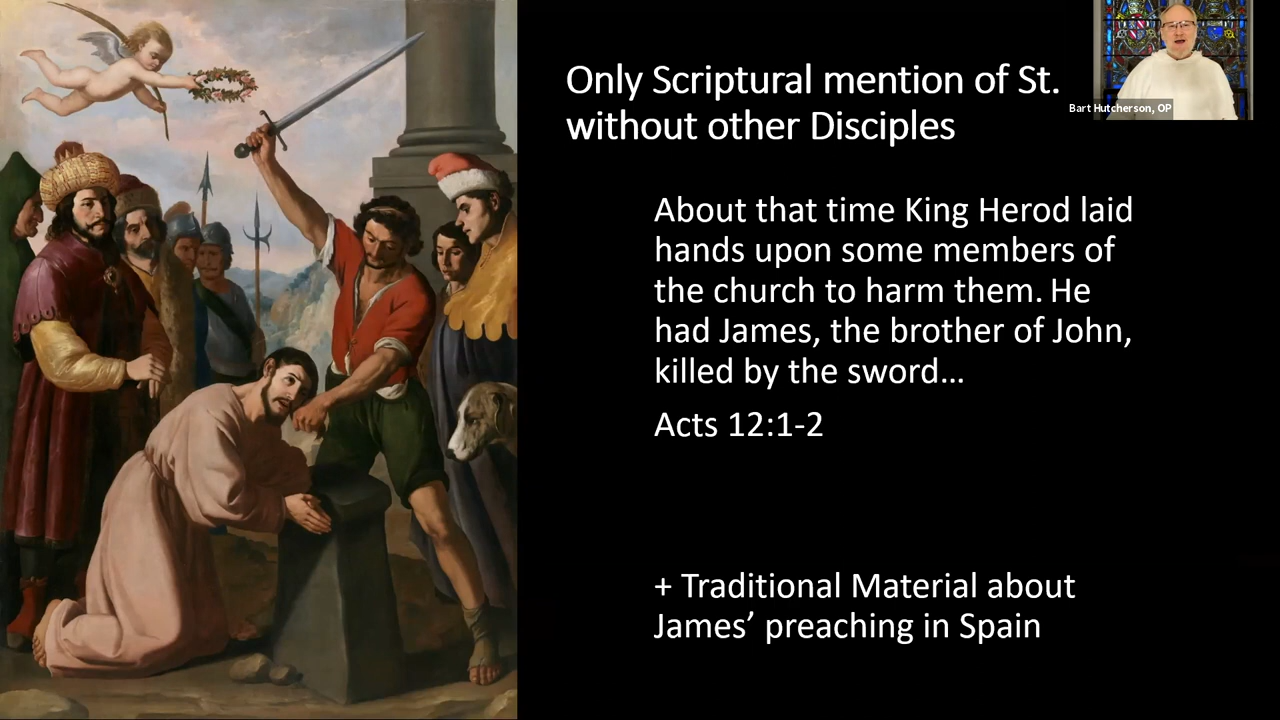 Only Scriptural mention of St.
without other Disciples
Bart Hutcherson, OP
About that time King Herod laid
hands upon some members of
the church to harm them. He
had James, the brother of John,
killed by the sword…
Acts 12:1-2
+ Traditional Material about
James’ preaching in Spain